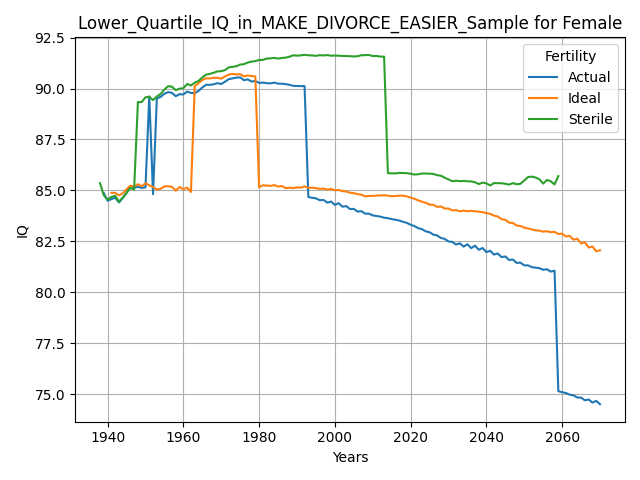 Lower_Quartile_IQ_in_MAKE_DIVORCE_EASIER_Sample for Female
92.5
90.0
87.5
85.0
82.5
80.0
77.5
75.0
IQ
Fertility
Actual
Ideal
Sterile
1940
1960
1980
2000
2020
2040
2060
Years